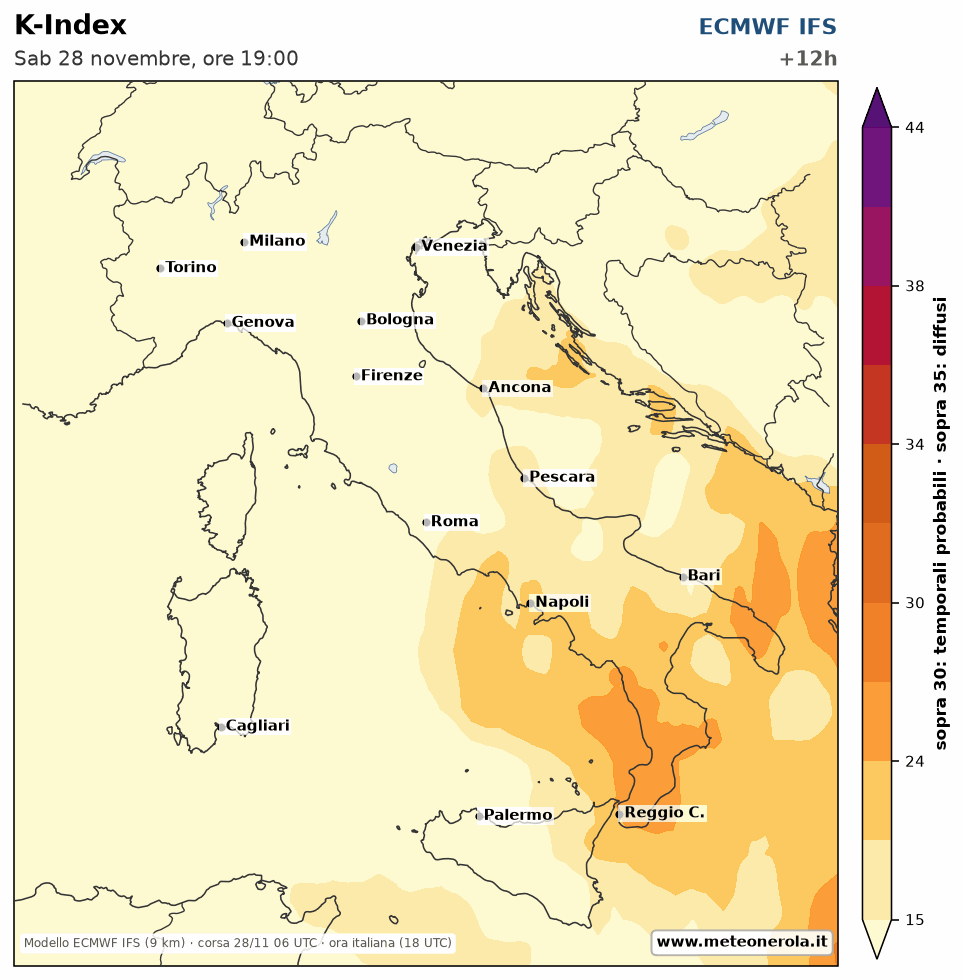 K-Index
ECMWF IFS
Sab 28 novembre, ore 19:00
+12h
Milano
Venezia
Torino
Genova
Bologna
Firenze
Ancona
Pescara
Roma
Bari
Napoli
Cagliari
Palermo
Reggio C.
44
38
34
30
24
15
sopra 30: temporali probabili · sopra 35: diffusi
Modello ECMWF IFS (9 km) · corsa 28/11 06 UTC · ora italiana (18 UTC)
www.meteonerola.it